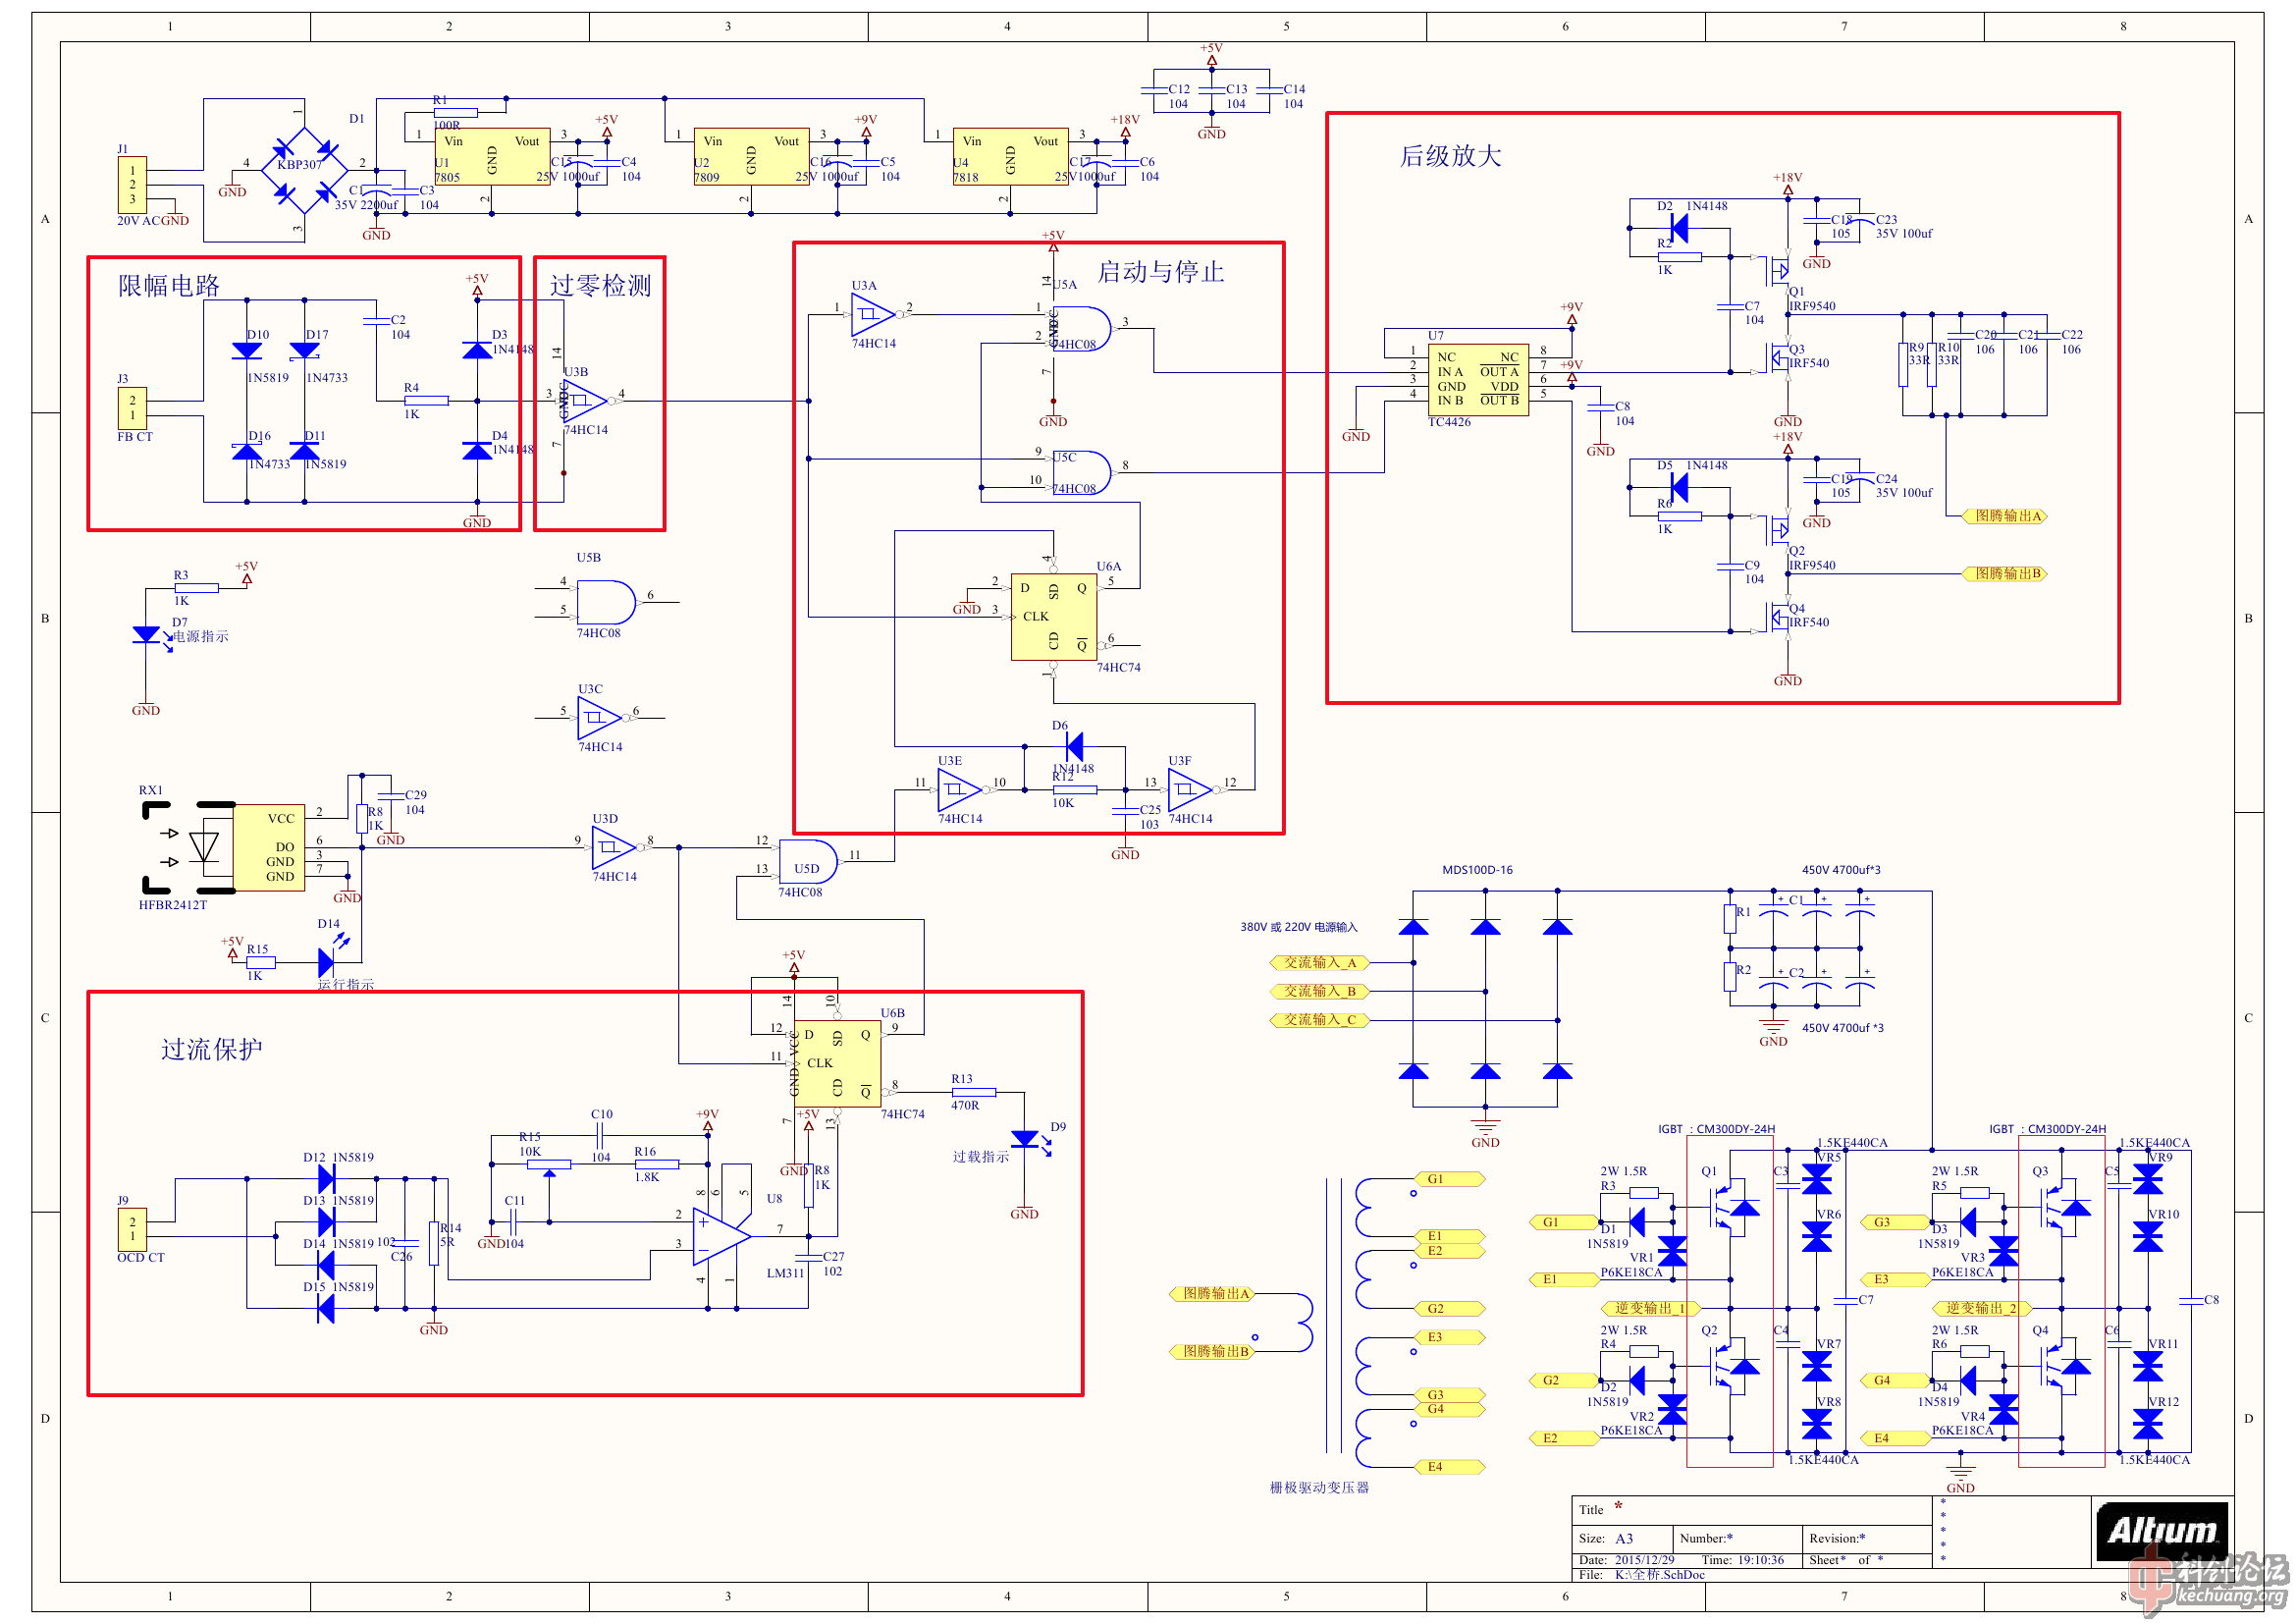 1 2 3 4 5 6 7 8
A
B
C
D
+5V
C12 104
C13 104
C14 104
GND
J1
1
2
3
20V AC
GND
D1
KBP307
1
2
3
4
GND
C1
35V 2200uf
C3
104
GND
R1
100R
1 Vin Vout 3
GND
U1
7805
2
+5V
C15
25V 1000uf
C4
104
1 Vin Vout 3
GND
U2
7809
2
+9V
C16
25V 1000uf
C5
104
1 Vin Vout 3
GND
U4
7818
2
+18V
C17
25V1000uf
C6
104
限幅电路
J3
2
1
FB CT
D10
1N5819
D17
1N4733
D16
1N4733
D11
1N5819
C2
104
R4
1K
+5V
D3
1N4148
D4
1N4148
GND
过零检测
14
U3B
3
4
74HC14
7
启动与停止
U3A
1
2
74HC14
+5V
14
U5A
1
2
3
74HC08
7
GND
U5C
9
10
8
74HC08
U6A
4
2 D SD Q 5
GND
3 CLK
CD Q 6
1
74HC74
D6
1N4148
U3E
11
10
74HC14
R12
10K
C25
103
GND
U3F
13
12
74HC14
后级放大
U7
1 NC NC 8
2 IN A OUT A 7
3 GND VDD 6
4 IN B OUT B 5
TC4426
+9V
+9V
GND
C8
104
GND
+18V
D2 1N4148
R2
1K
C18
105
C23
35V 100uf
GND
Q1
IRF9540
C7
104
Q3
IRF540
GND
R9
33R
R10
33R
C20
106
C21
106
C22
106
+18V
D5 1N4148
R6
1K
C19
105
C24
35V 100uf
GND
Q2
IRF9540
C9
104
Q4
IRF540
GND
图腾输出A
图腾输出B
R3
1K
+5V
D7
电源指示
GND
U5B
4
5
6
74HC08
U3C
5
6
74HC14
RX1
VCC 2
DO 6
GND 3
GND 7
HFBR2412T
C29
104
R8
1K
GND
GND
D14
+5V
R15
1K
运行指示
U3D
9
8
74HC14
12
13
11
U5D
74HC08
过流保护
+5V
14
10
U6B
12 D SD Q 9
11 CLK
CD Q 8
VCC
GND
7
13
74HC74
GND
R13
470R
D9
过载指示
GND
J9
2
1
OCD CT
D12 1N5819
D13 1N5819
D14 1N5819
D15 1N5819
102
C26
R14
5R
GND
C10
104
R15
10K
R16
1.8K
+9V
C11
104
GND
2
3
8
6
5
4
1
7
U8
LM311
+5V
R8
1K
C27
102
MDS100D-16
380V 或 220V 电源输入
交流输入_A
交流输入_B
交流输入_C
GND
450V 4700uf*3
R1
C1
R2
C2
450V 4700uf *3
GND
图腾输出A
图腾输出B
G1
E1
E2
G2
E3
G3
G4
E4
栅极驱动变压器
IGBT : CM300DY-24H
1.5KE440CA
2W 1.5R
R3
G1
D1
1N5819
VR1
P6KE18CA
E1
Q1
C3
VR5
VR6
逆变输出_1
C7
2W 1.5R
R4
G2
D2
1N5819
VR2
P6KE18CA
E2
Q2
C4
VR7
VR8
1.5KE440CA
IGBT : CM300DY-24H
1.5KE440CA
2W 1.5R
R5
G3
D3
1N5819
VR3
P6KE18CA
E3
Q3
C5
VR9
VR10
逆变输出_2
C8
2W 1.5R
R6
G4
D4
1N5819
VR4
P6KE18CA
E4
Q4
C6
VR11
VR12
1.5KE440CA
GND
Title *
Size: A3 Number:* Revision:*
Date: 2015/12/29 Time: 19:10:36 Sheet* of *
File: K:\全桥.SchDoc
*
*
*
*
*
Altium
科创论坛
kechuang.org
A
B
C
D
1 2 3 4 5 6 7 8